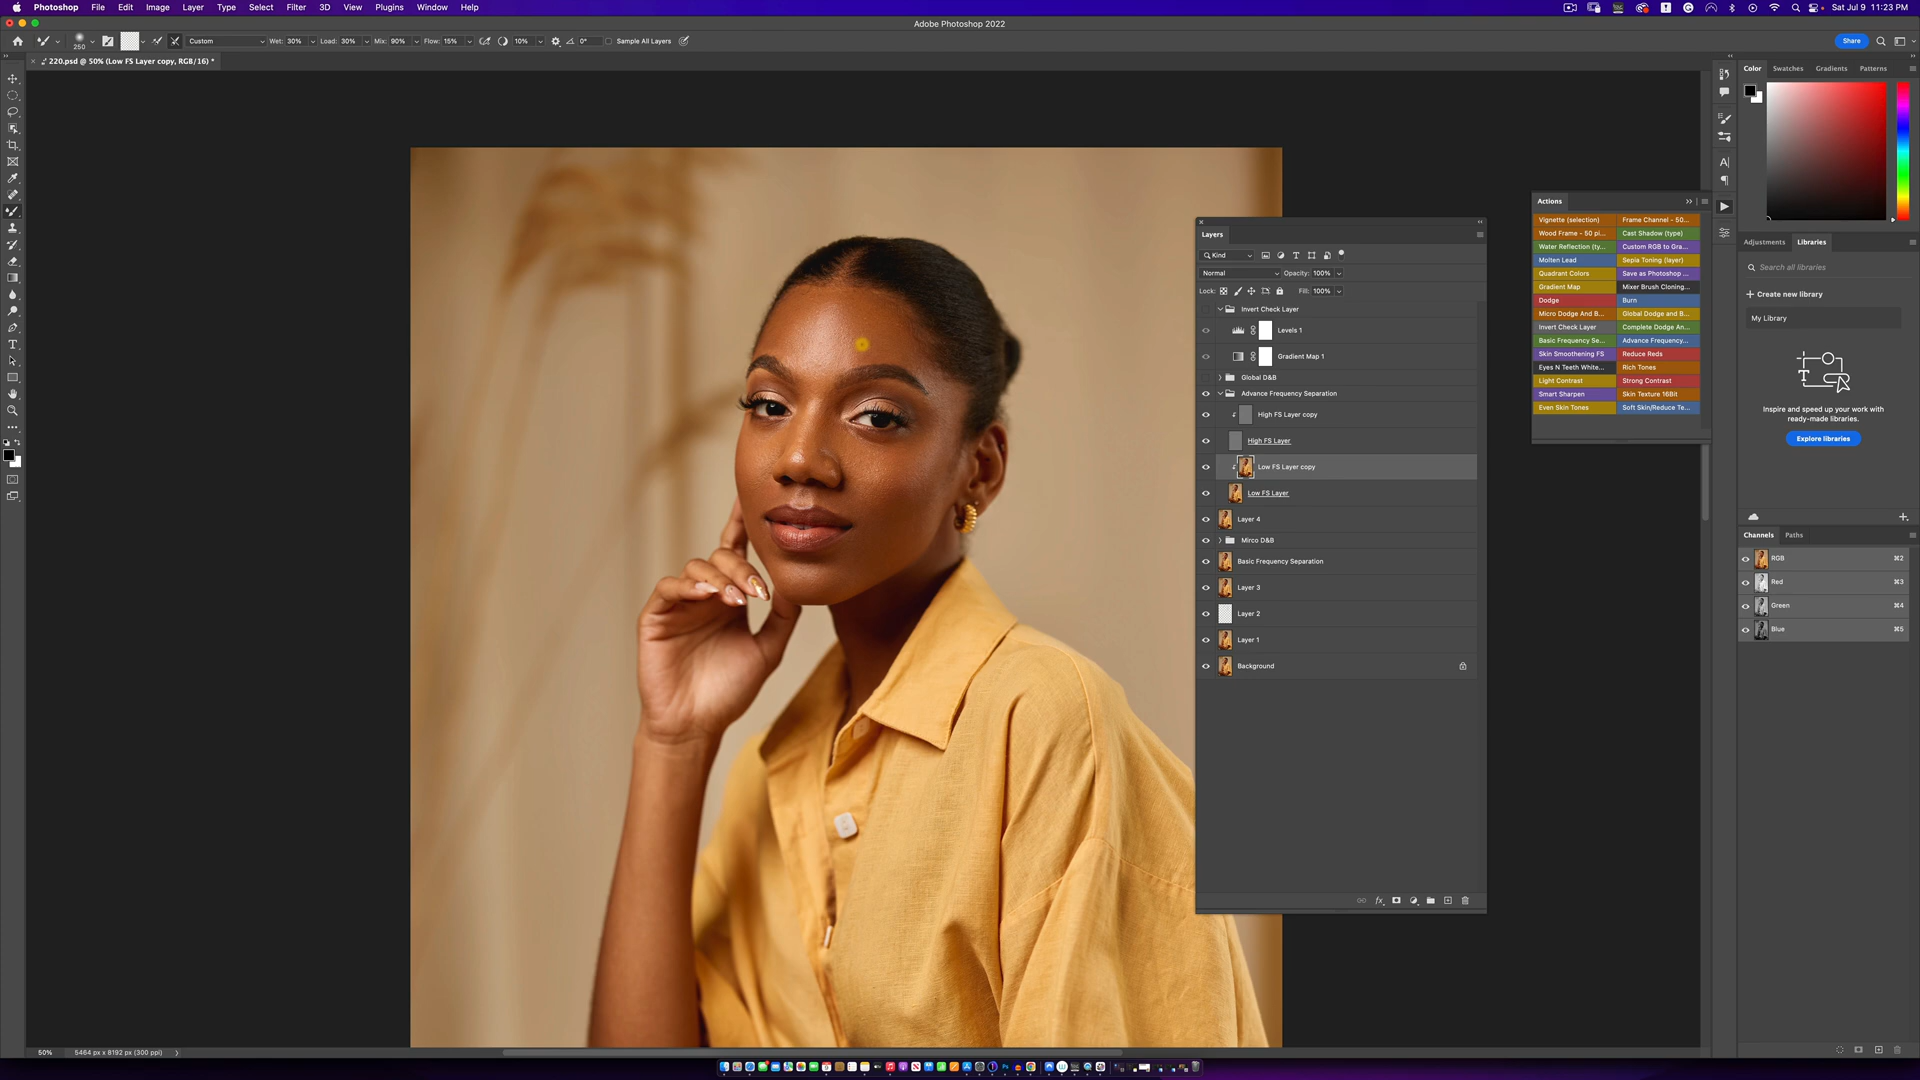 Photoshop File Edit Image Layer Type Select Filter 3D View Plugins Window Help Sat Jul 9 11:23 PM
Adobe Photoshop 2022
250 Custom Wet: 30% Load: 30% Mix: 90% Flow: 15% 10% 0° Sample All Layers Share
220.psd @ 50% (Low FS Layer copy, RGB/16) *
Color Swatches Gradients Patterns
Layers
Kind
Normal Opacity: 100%
Lock: Fill: 100%
Invert Check Layer
Levels 1
Gradient Map 1
Global D&B
Advance Frequency Separation
High FS Layer copy
High FS Layer
Low FS Layer copy
Low FS Layer
Layer 4
Mirco D&B
Basic Frequency Separation
Layer 3
Layer 2
Layer 1
Background
fx
Actions
Vignette (selection) Frame Channel - 50...
Wood Frame - 50 pi... Cast Shadow (type)
Water Reflection (ty... Custom RGB to Gra...
Molten Lead Sepia Toning (layer)
Quadrant Colors Save as Photoshop ...
Gradient Map Mixer Brush Cloning...
Dodge Burn
Micro Dodge And B... Global Dodge and B...
Invert Check Layer Complete Dodge An...
Basic Frequency Se... Advance Frequency...
Skin Smoothening FS Reduce Reds
Eyes N Teeth White... Rich Tones
Light Contrast Strong Contrast
Smart Sharpen Skin Texture 16Bit
Even Skin Tones Soft Skin/Reduce Te...
Adjustments Libraries
Search all libraries
Create new library
My Library
Inspire and speed up your work with
ready-made libraries.
Explore libraries
Channels Paths
RGB ⌘2
Red ⌘3
Green ⌘4
Blue ⌘5
50% 5464 px x 8192 px (300 ppi)